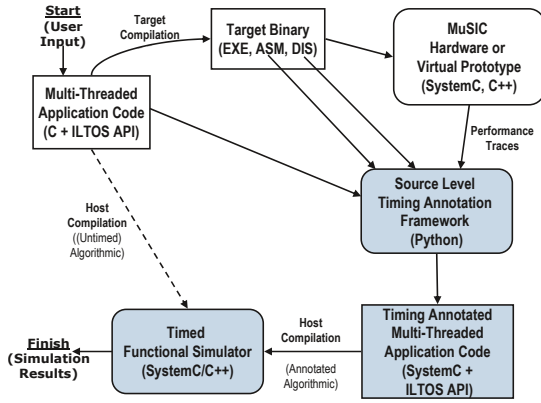 Start
(User
Input)
Target
Compilation
Target Binary
(EXE, ASM, DIS)
MuSIC
Hardware or
Virtual Prototype
(SystemC, C++)
Multi-Threaded
Application Code
(C + ILTOS API)
Performance
Traces
Source Level
Timing Annotation
Framework
(Python)
Host
Compilation
((Untimed)
Algorithmic)
Finish
(Simulation
Results)
Timed
Functional Simulator
(SystemC/C++)
Host
Compilation
(Annotated
Algorithmic)
Timing Annotated
Multi-Threaded
Application Code
(SystemC +
ILTOS API)